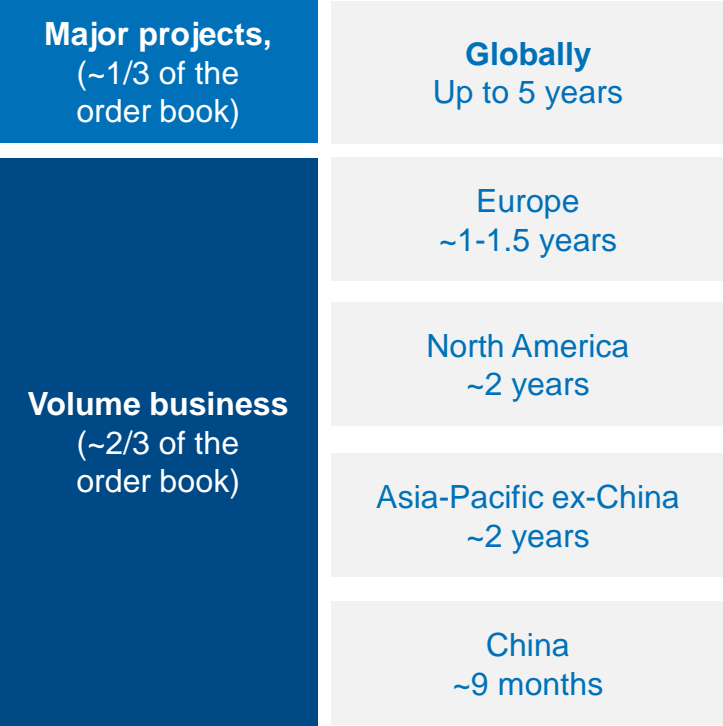 Major projects,
(~1/3 of the
order book)
Globally
Up to 5 years
Volume business
(~2/3 of the
order book)
Europe
~1-1.5 years
North America
~2 years
Asia-Pacific ex-China
~2 years
China
~9 months